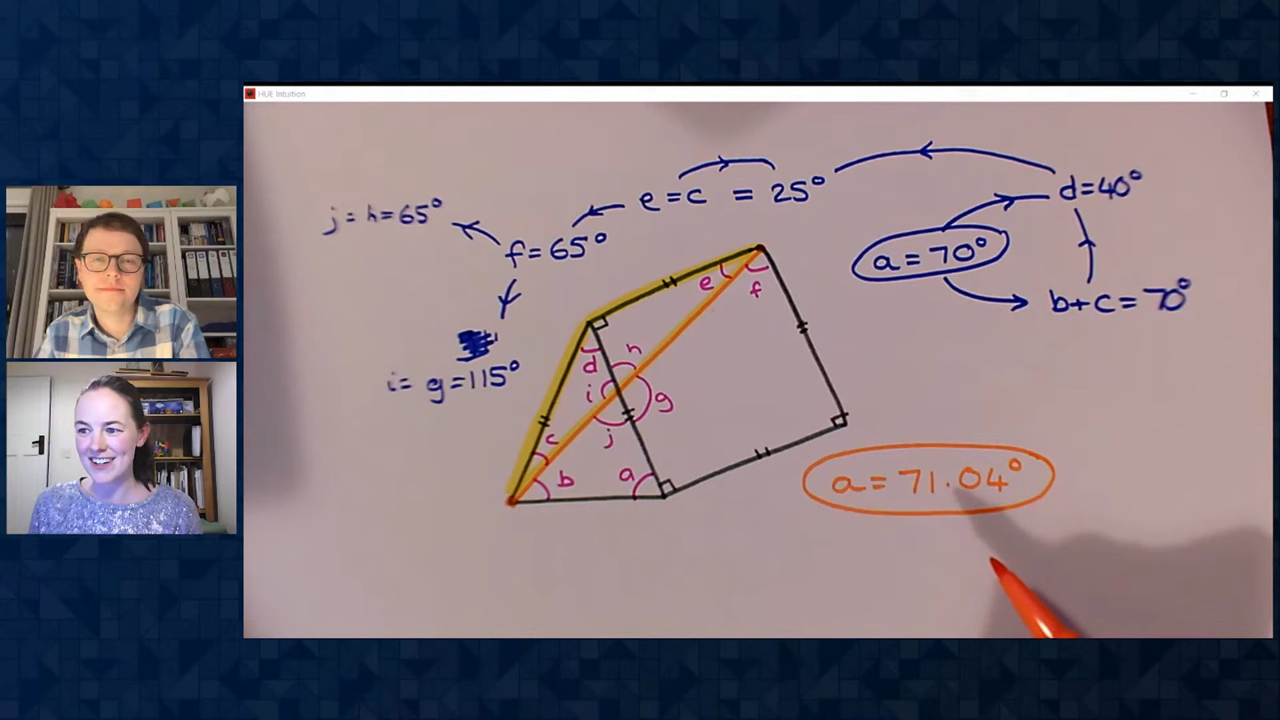 HUE Intuition
j = h = 65°
e = c = 25°
d = 40°
f = 65°
a = 70°
b + c = 70°
i = g = 115°
e
f
d
h
i
g
j
c
b
a
a = 71.04°